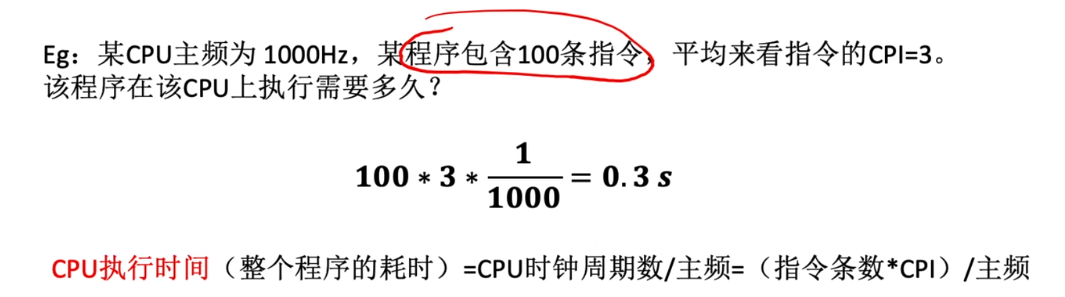 Eg：某CPU主频为 1000Hz，某程序包含100条指令，平均来看指令的CPI=3。
该程序在该CPU上执行需要多久？
100 * 3 * 1/1000 = 0.3 s
CPU执行时间（整个程序的耗时）=CPU时钟周期数/主频=（指令条数*CPI）/主频